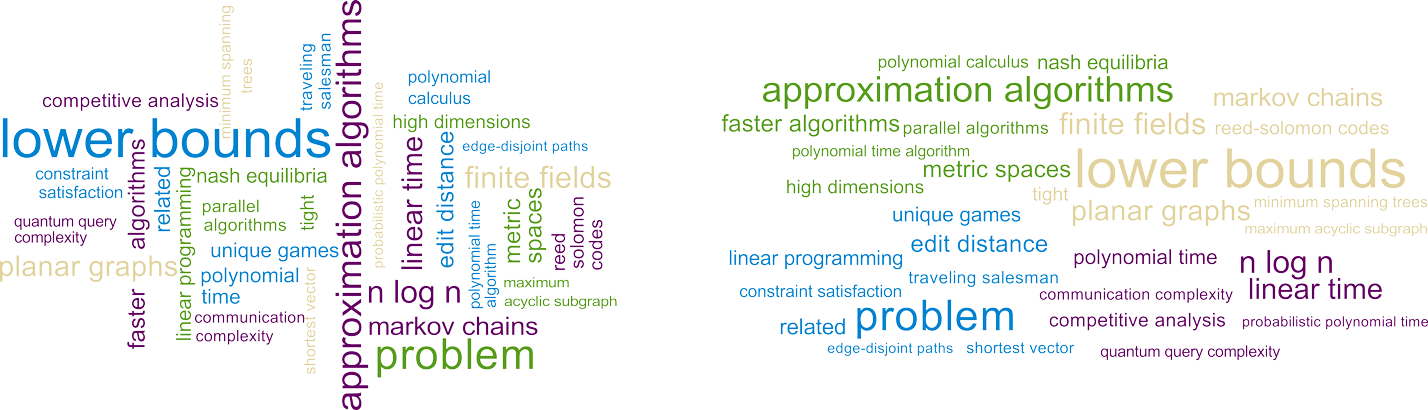 minimum spanning
trees
traveling
salesman
approximation algorithms
probabilistic polynomial time
polynomial
calculus
competitive analysis
high dimensions
lower bounds
edge-disjoint paths
linear time
edit distance
constraint
satisfaction
faster algorithms
related
linear programming
nash equilibria
finite fields
parallel
algorithms
tight
metric
spaces
reed
solomon
codes
quantum query
complexity
unique games
polynomial time
algorithm
planar graphs
polynomial
time
shortest vector
n log n
maximum
acyclic subgraph
communication
complexity
markov chains
problem
polynomial calculus
nash equilibria
approximation algorithms
markov chains
faster algorithms
parallel algorithms
finite fields
reed-solomon codes
polynomial time algorithm
metric spaces
lower bounds
high dimensions
tight
minimum spanning trees
unique games
planar graphs
maximum acyclic subgraph
edit distance
linear programming
polynomial time
n log n
traveling salesman
constraint satisfaction
communication complexity
linear time
related
problem
competitive analysis
probabilistic polynomial time
edge-disjoint paths
shortest vector
quantum query complexity